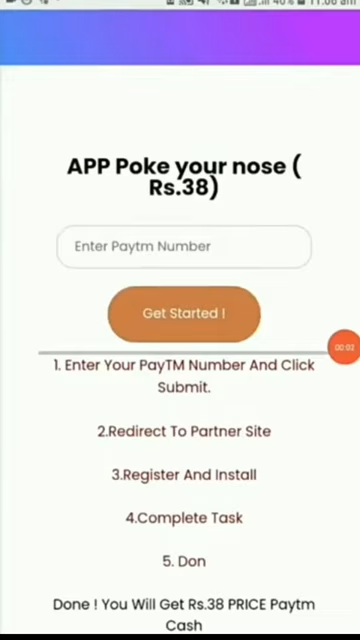 APP Poke your nose (
Rs.38)
Enter Paytm Number
Get Started !
00:02
1. Enter Your PayTM Number And Click
Submit.
2.Redirect To Partner Site
3.Register And Install
4.Complete Task
5. Don
Done ! You Will Get Rs.38 PRICE Paytm
Cash